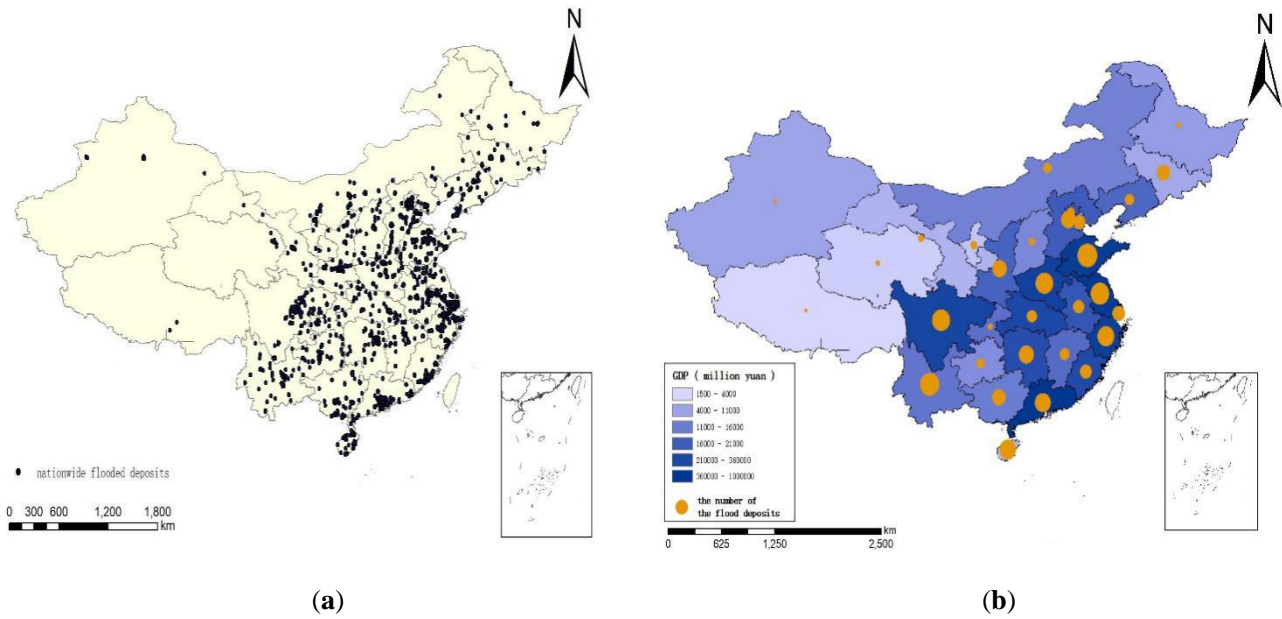 N
nationwide flooded deposits
0 300 600 1,200 1,800
km
(a)
N
GDP ( million yuan )
1500 - 4000
4000 - 11000
11000 - 16000
16000 - 21000
210000 - 360000
360000 - 1000000
the number of
the flood deposits
km
0 625 1,250 2,500
(b)